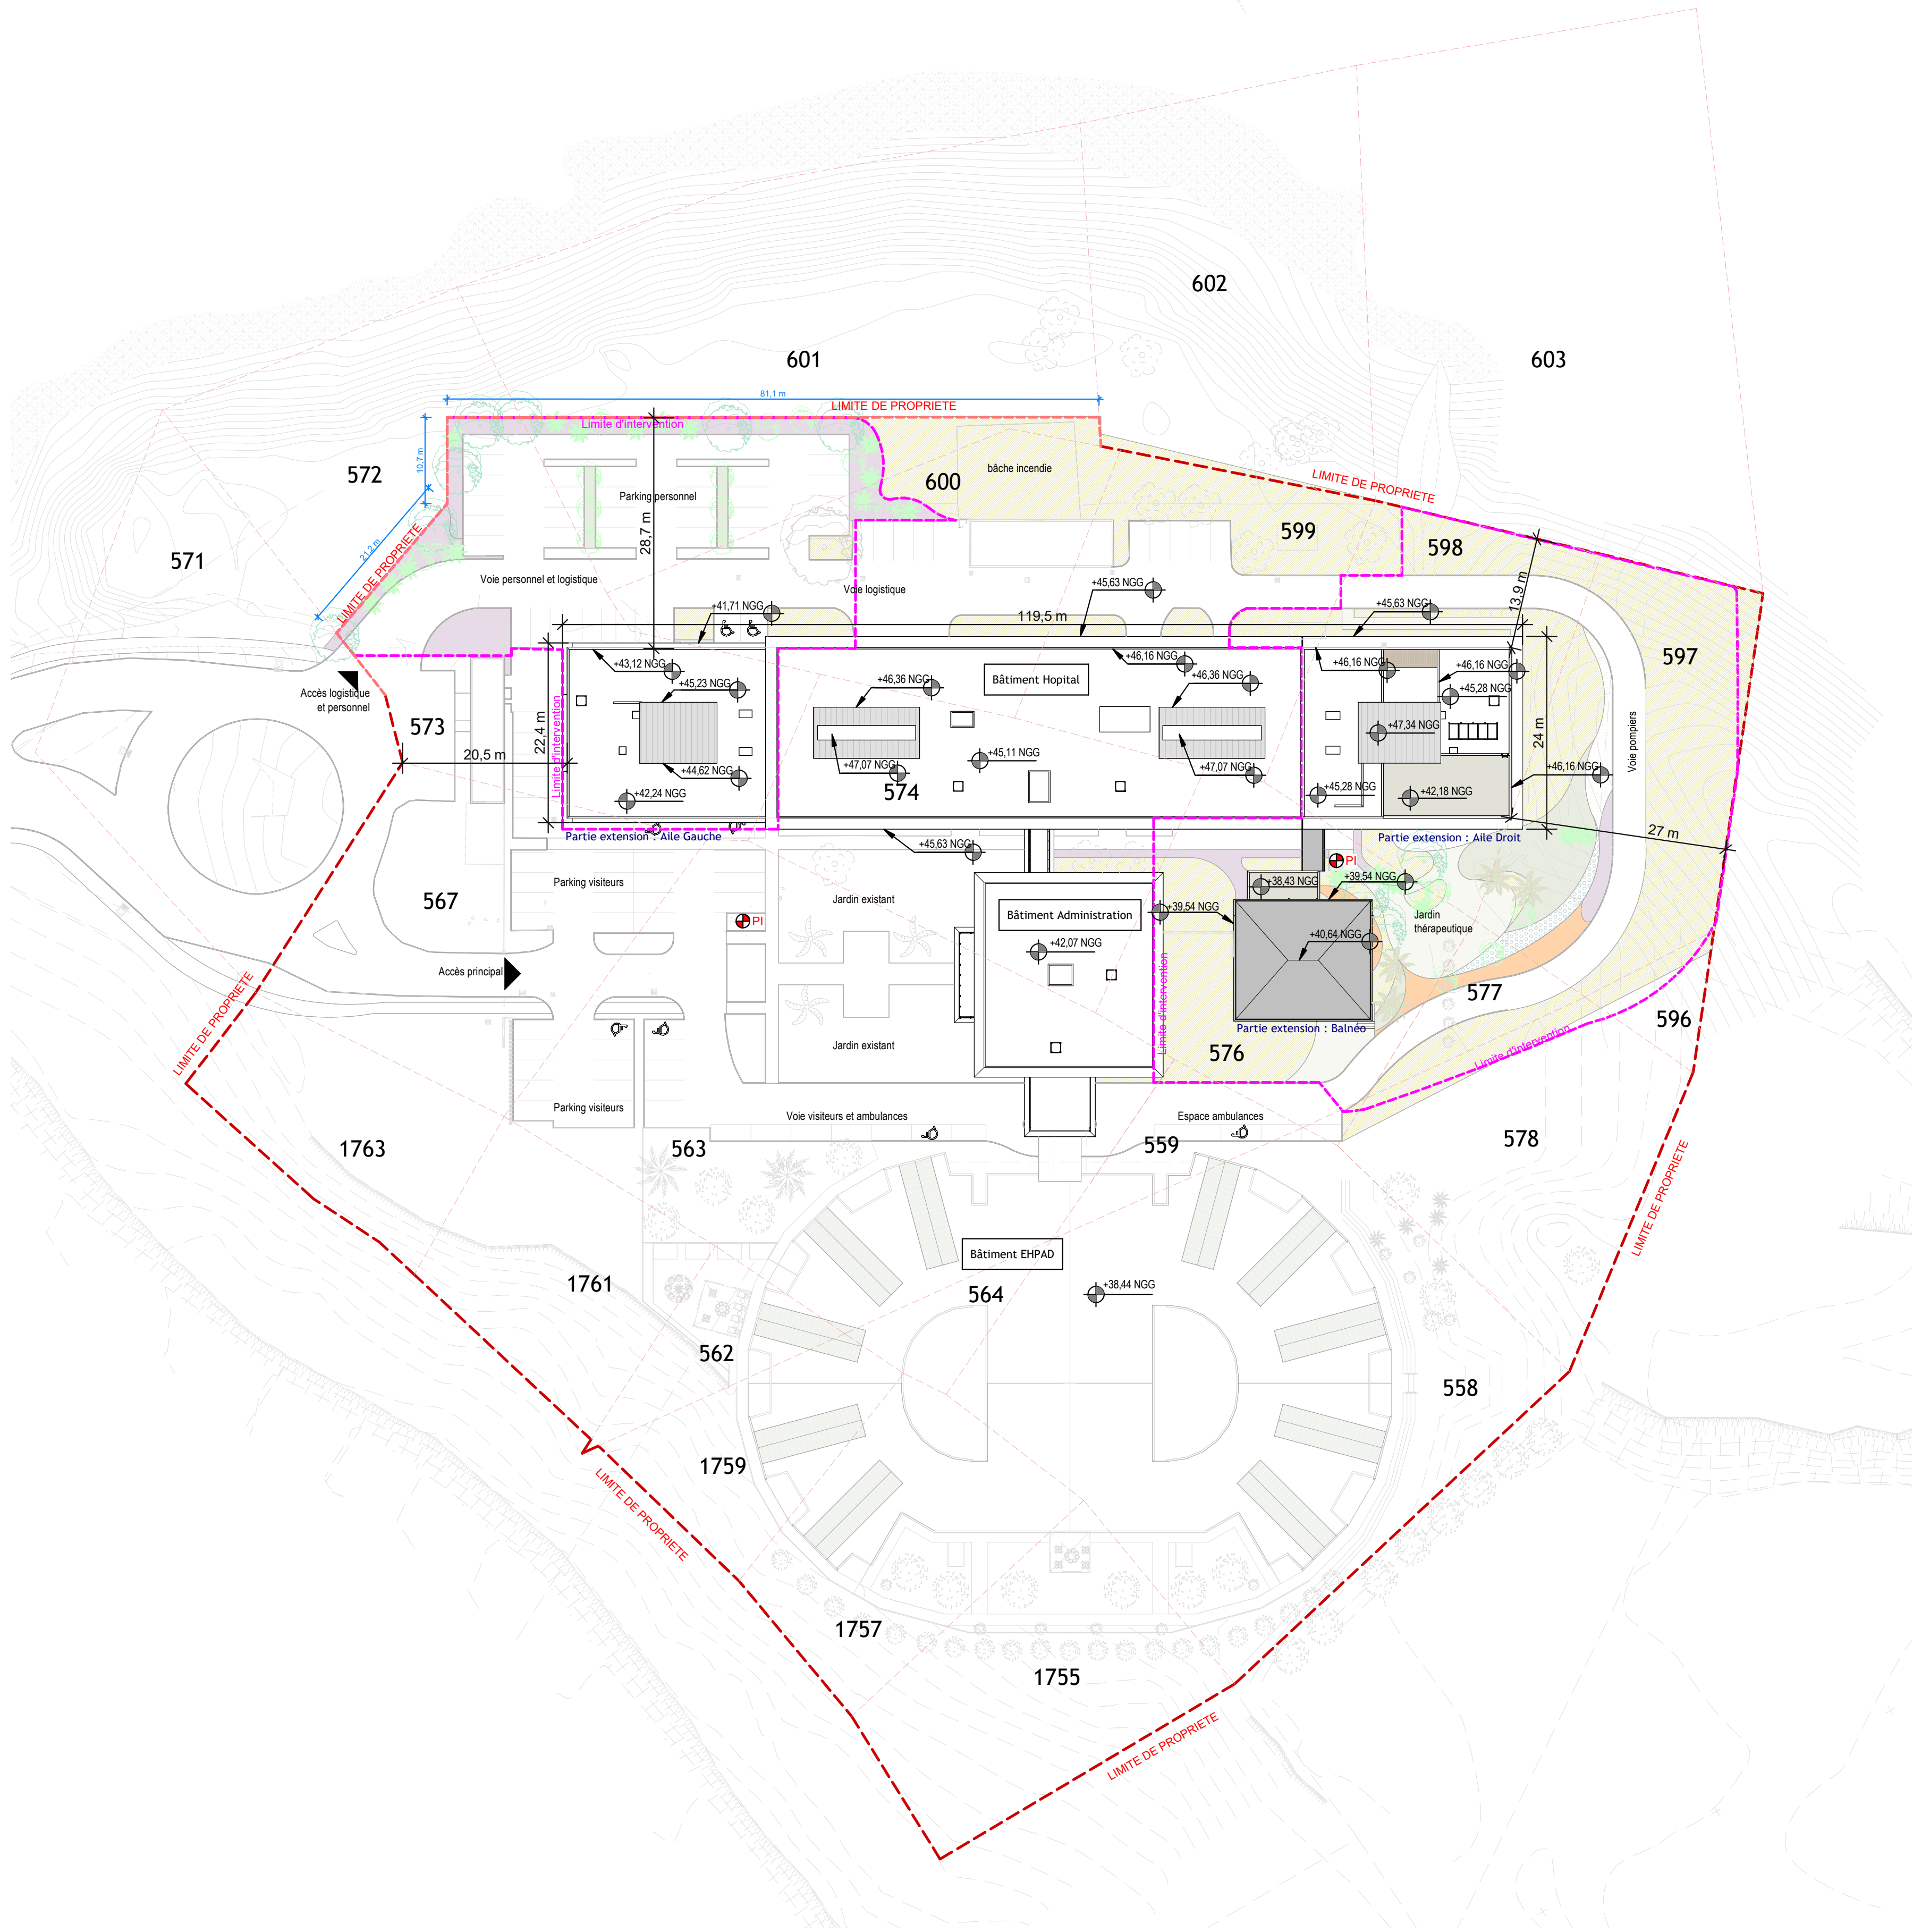 602
601
603
81,1 m
LIMITE DE PROPRIETE
Limite d'intervention
572
10,7 m
bâche incendie
LIMITE DE PROPRIETE
600
Parking personnel
28,7 m
599
598
571
21,2 m
LIMITE DE PROPRIETE
Voie personnel et logistique
Voie logistique
+45,63 NGG
13,9 m
+41,71 NGG
119,5 m
+45,63 NGG
597
+43,12 NGG
+46,16 NGG
+46,16 NGG
+46,16 NGG
Bâtiment Hopital
+45,23 NGG
+46,36 NGG
+46,36 NGG
+45,28 NGG
Accès logistique
et personnel
573
Limite d'intervention
22,4 m
20,5 m
+47,34 NGG
24 m
Voie pompiers
+45,11 NGG
+44,62 NGG
+47,07 NGG
+47,07 NGG
+46,16 NGG
574
+42,24 NGG
+45,28 NGG
+42,18 NGG
Partie extension : Aile Gauche
Partie extension : Aile Droit
27 m
+45,63 NGG
PI
Parking visiteurs
+38,43 NGG
+39,54 NGG
577
567
Jardin existant
Bâtiment Administration
+39,54 NGG
Jardin
thérapeutique
PI
+42,07 NGG
+40,64 NGG
Accès principal
Limite d'intervention
577
LIMITE DE PROPRIETE
Partie extension : Balnéo
596
Jardin existant
576
Limite d'intervention
Parking visiteurs
Voie visiteurs et ambulances
Espace ambulances
1763
563
559
578
LIMITE DE PROPRIETE
Bâtiment EHPAD
1761
564
+38,44 NGG
562
558
1759
LIMITE DE PROPRIETE
1757
1755
LIMITE DE PROPRIETE